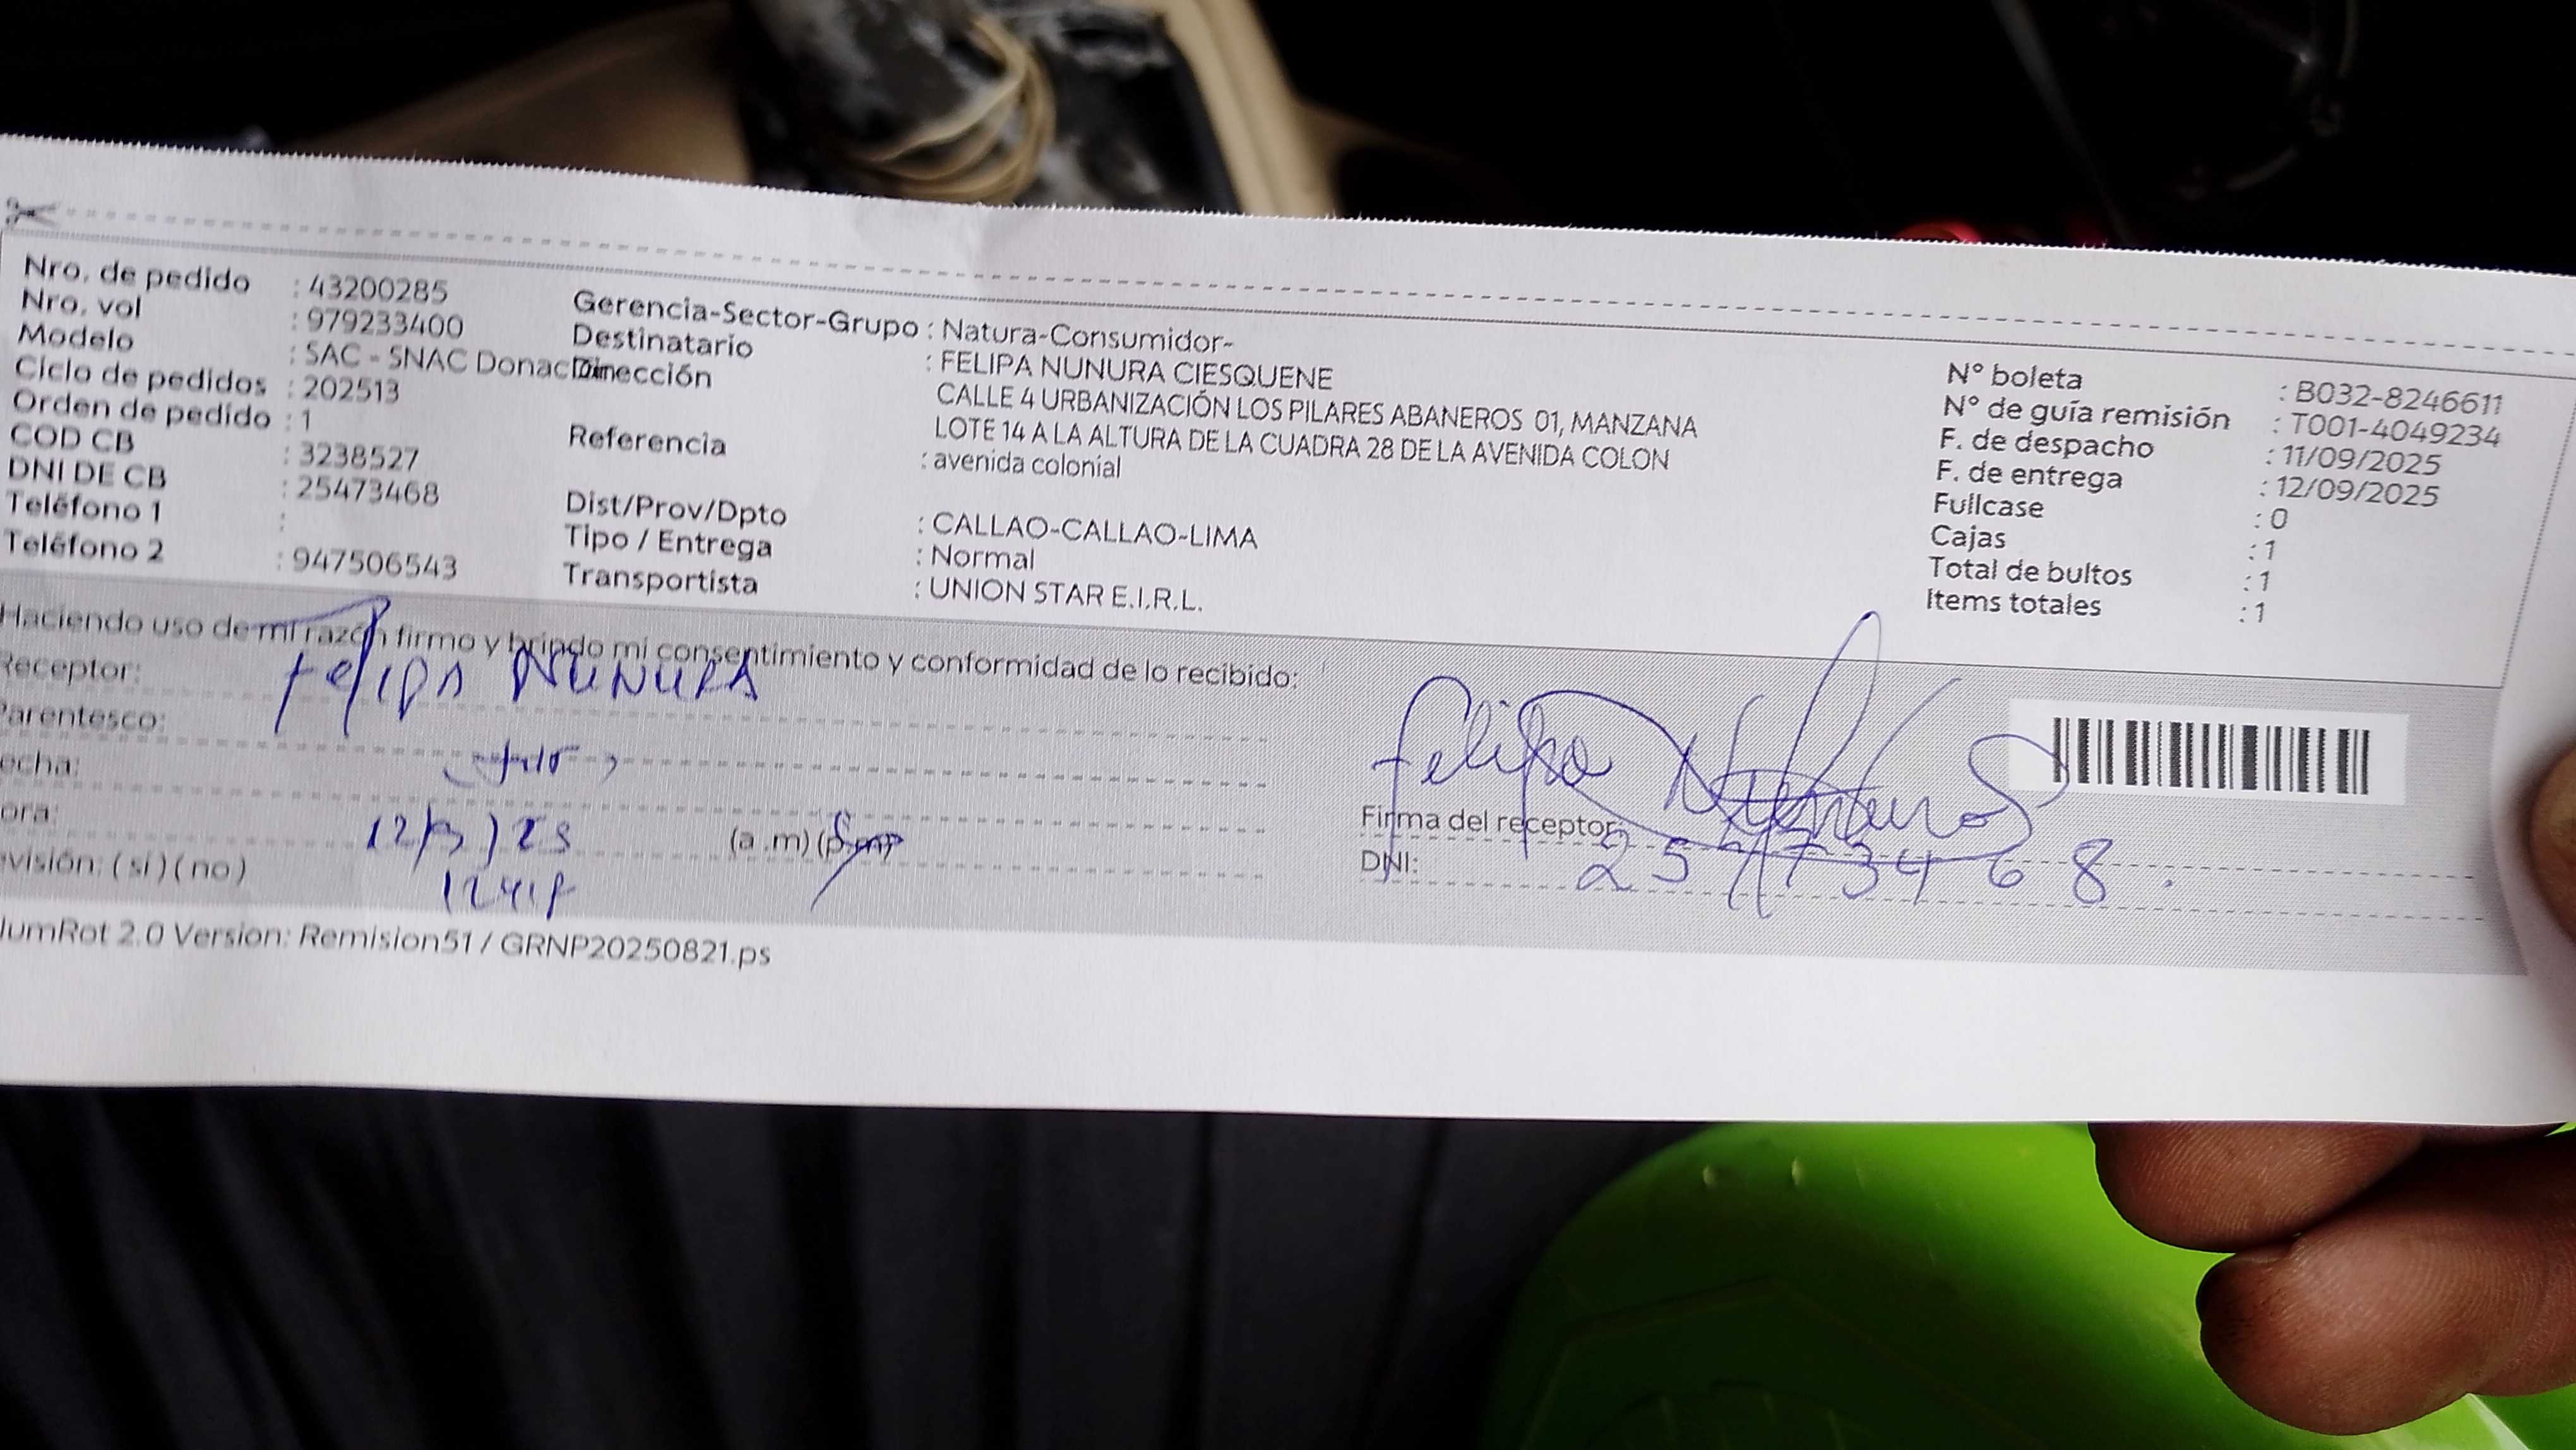 Nro. de pedido : 43200285
Nro. vol : 979233400
Modelo : SAC - SNAC Donación
Ciclo de pedidos : 202513
Orden de pedido : 1
COD CB : 3238527
DNI DE CB : 25473468
Teléfono 1 :
Teléfono 2 : 947506543
Gerencia-Sector-Grupo : Natura-Consumidor-
Destinatario : FELIPA NUNURA CIESQUENE
Dirección CALLE 4 URBANIZACIÓN LOS PILARES ABANEROS 01, MANZANA
LOTE 14 A LA ALTURA DE LA CUADRA 28 DE LA AVENIDA COLON
Referencia : avenida colonial
Dist/Prov/Dpto : CALLAO-CALLAO-LIMA
Tipo / Entrega : Normal
Transportista : UNION STAR E.I.R.L.
N° boleta : B032-8246611
N° de guía remisión : T001-4049234
F. de despacho : 11/09/2025
F. de entrega : 12/09/2025
Fullcase : 0
Cajas : 1
Total de bultos : 1
Items totales : 1
Haciendo uso de mi razón firmo y brindo mi consentimiento y conformidad de lo recibido:
Receptor: Felipa NUNURA
Parentesco:
echa:
ora: (a.m) (p.m)
evisión: (si) (no)
Felipa Nunura
Firma del receptor:
DNI: 25473468.
umRot 2.0 Version: Remision51 / GRNP20250821.ps